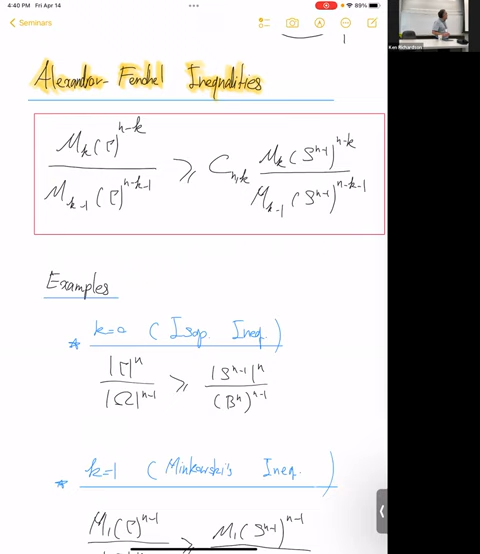 4:40 PM Fri Apr 14 ... 89%
Seminars
Ken Richardson
Alexandrov-Fenchel Inequalities
M_k(Γ)^{n-k} / M_{k-1}(Γ)^{n-k-1} ≥ C_{n,k} M_k(S^{n-1})^{n-k} / M_{k-1}(S^{n-1})^{n-k-1}
Examples
* k=0 (Isop. Ineq.)
|Γ|^n / |Ω|^{n-1} ≥ |S^{n-1}|^n / (B^n)^{n-1}
* k=1 (Minkowski's Ineq.)
M_1(Γ)^{n-1} ≥ M_1(S^{n-1})^{n-1}